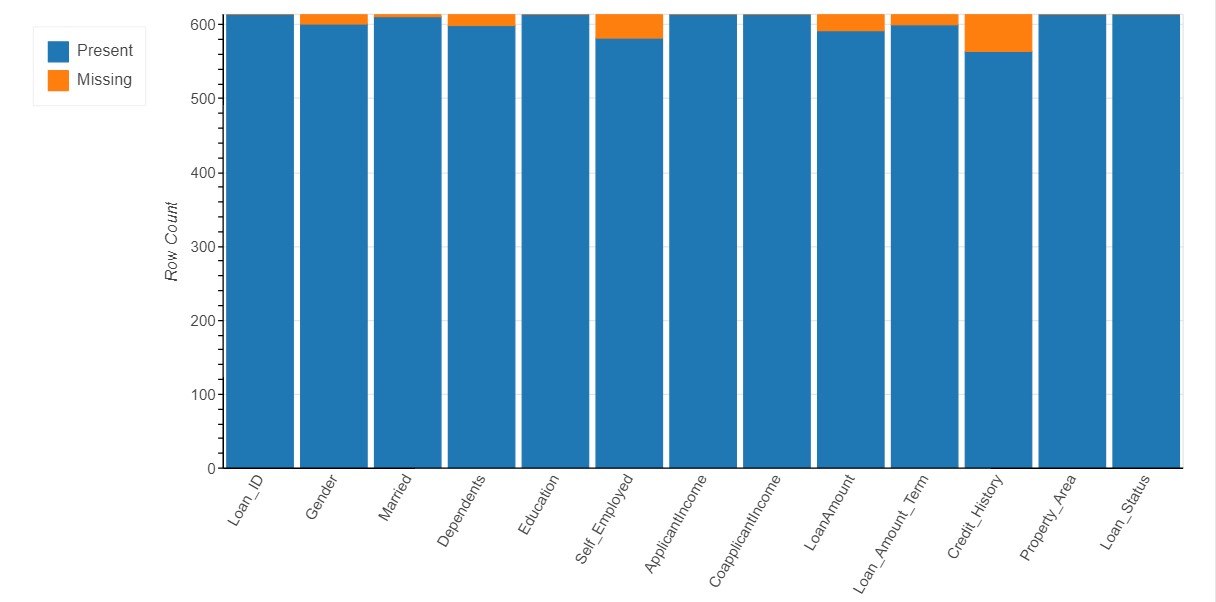 Present
Missing
Row Count
600
500
400
300
200
100
0
Loan_ID
Gender
Married
Dependents
Education
Self_Employed
ApplicantIncome
CoapplicantIncome
LoanAmount
Loan_Amount_Term
Credit_History
Property_Area
Loan_Status